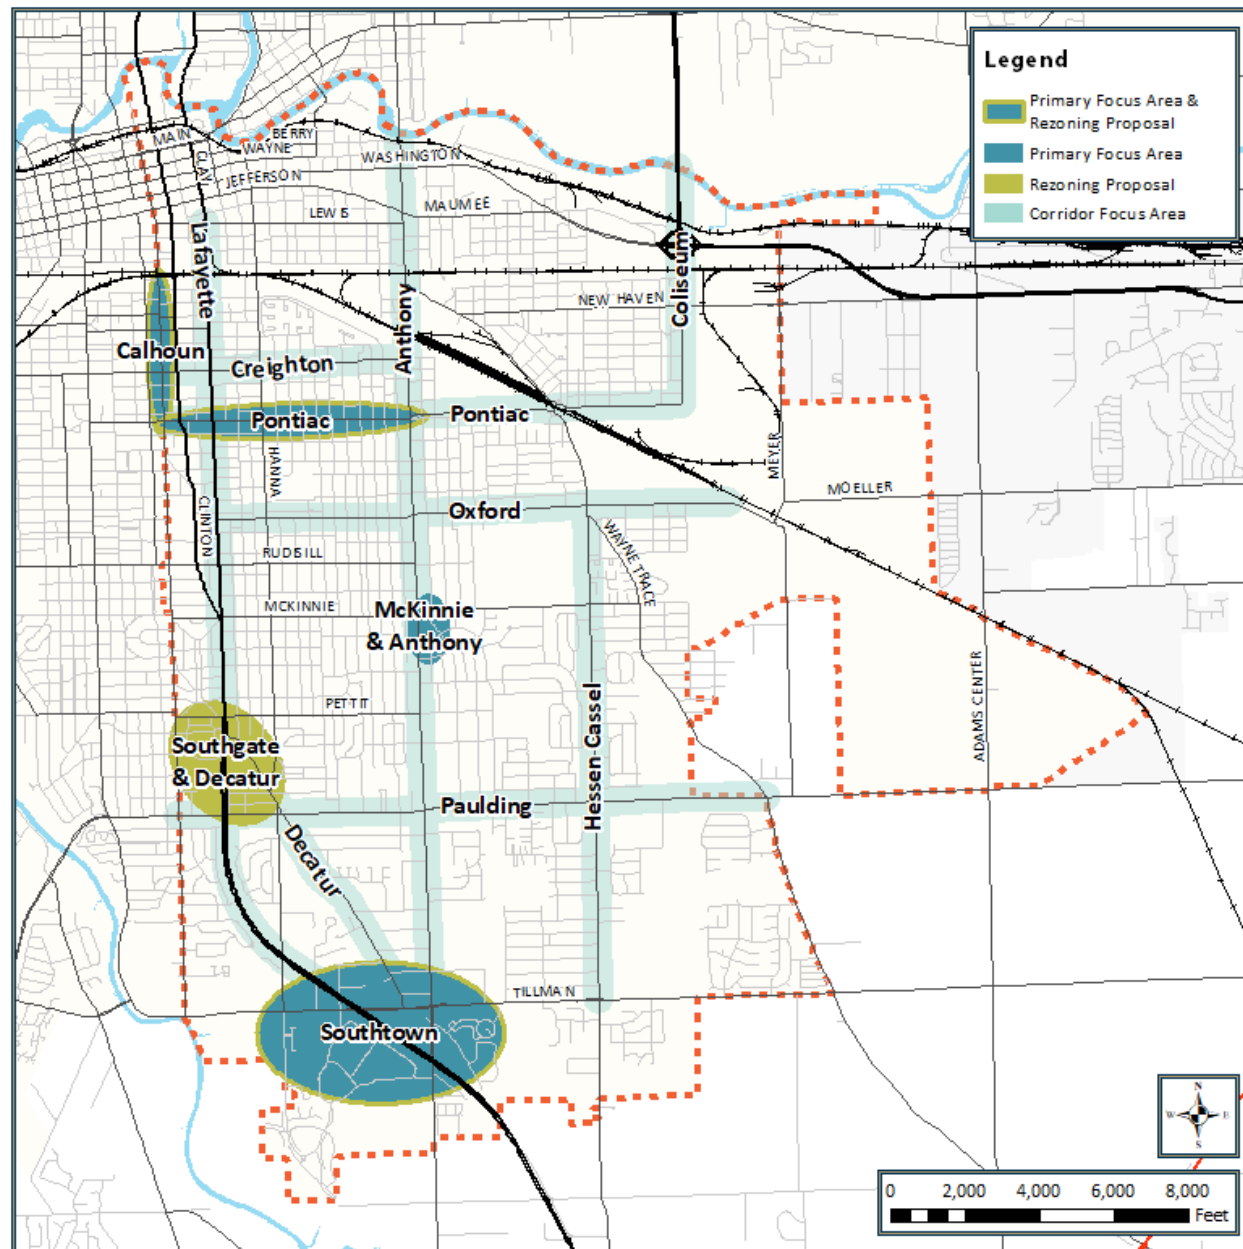 Legend
Primary Focus Area &
Rezoning Proposal
Primary Focus Area
Rezoning Proposal
Corridor Focus Area
MAIN
BERRY
WAYNE
WASHINGTON
CLAY
JEFFERSON
LEWIS
MAUMEE
Lafayette
Coliseum
Anthony
NEW HAVEN
Calhoun
Creighton
Pontiac
Pontiac
HANNA
MEYER
MOELLER
CLINTON
Oxford
RUDISILL
WAYNE TRACE
MCKINNIE
McKinnie
& Anthony
PETTIT
ADAMS CENTER
Southgate
& Decatur
Hessen-Cassel
Paulding
Decatur
TILLMAN
Southtown
N
W
E
S
0 2,000 4,000 6,000 8,000
Feet